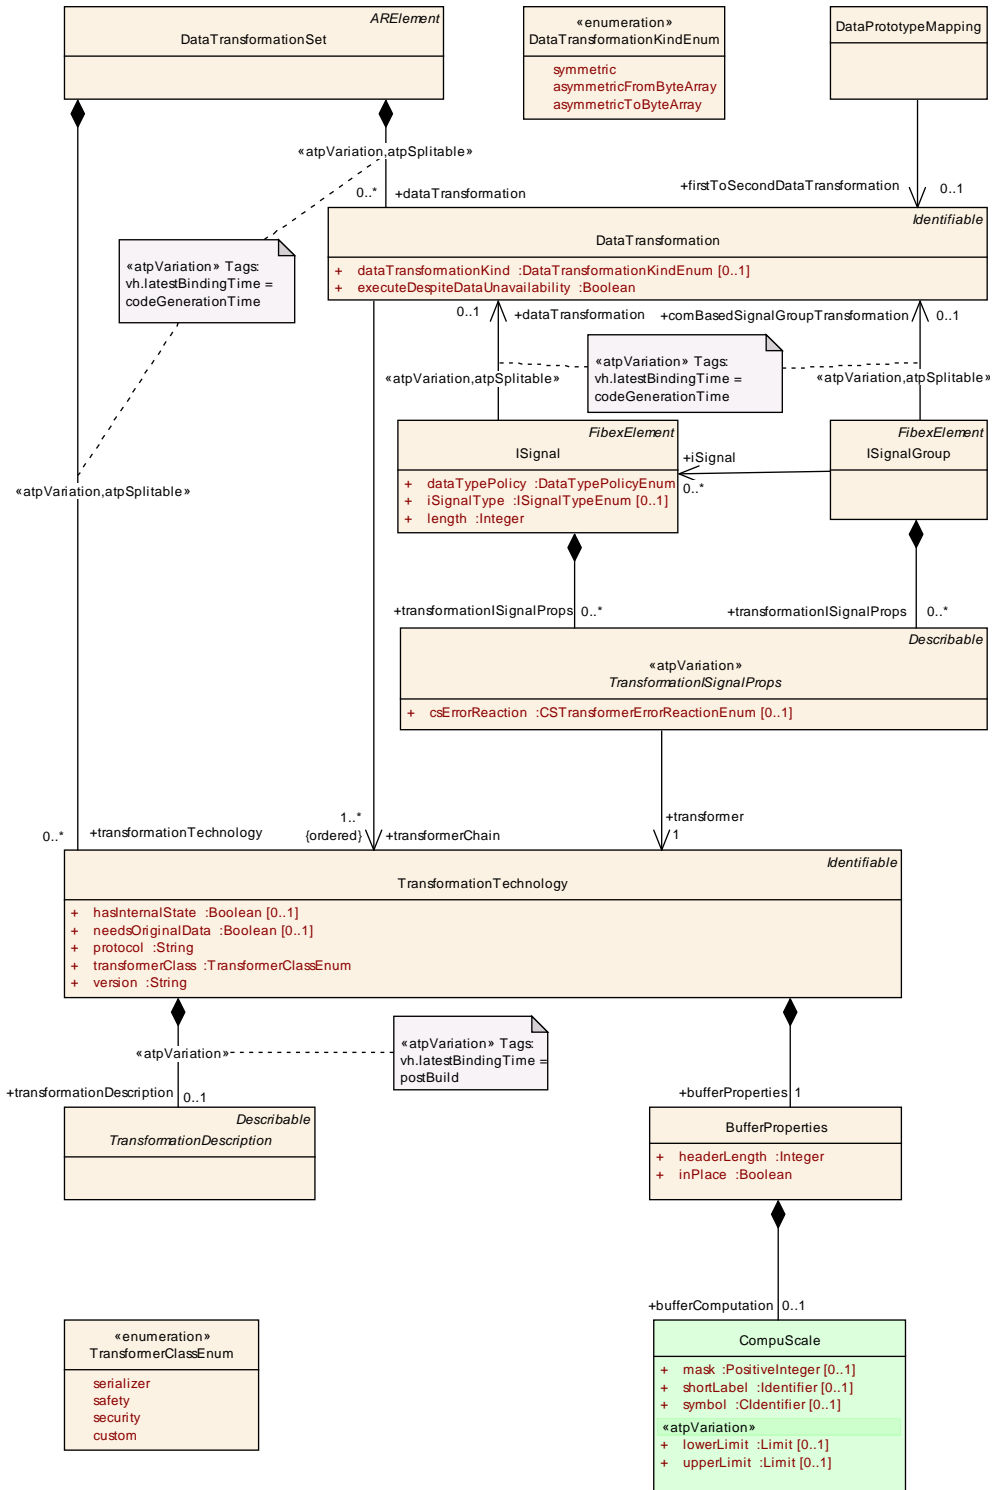 ARElement
DataTransformationSet
«enumeration»
DataTransformationKindEnum
symmetric
asymmetricFromByteArray
asymmetricToByteArray
DataPrototypeMapping
«atpVariation,atpSplitable»
0..*
+dataTransformation
+firstToSecondDataTransformation
0..1
Identifiable
DataTransformation
+ dataTransformationKind :DataTransformationKindEnum [0..1]
+ executeDespiteDataUnavailability :Boolean
«atpVariation» Tags:
vh.latestBindingTime =
codeGenerationTime
0..1
+dataTransformation
+comBasedSignalGroupTransformation
0..1
«atpVariation» Tags:
vh.latestBindingTime =
codeGenerationTime
«atpVariation,atpSplitable»
«atpVariation,atpSplitable»
FibexElement
ISignal
+ dataTypePolicy :DataTypePolicyEnum
+ iSignalType :ISignalTypeEnum [0..1]
+ length :Integer
+iSignal
0..*
FibexElement
ISignalGroup
«atpVariation,atpSplitable»
+transformationISignalProps
0..*
+transformationISignalProps
0..*
Describable
«atpVariation»
TransformationISignalProps
+ csErrorReaction :CSTransformerErrorReactionEnum [0..1]
0..*
+transformationTechnology
1..*
{ordered}
+transformerChain
+transformer
1
Identifiable
TransformationTechnology
+ hasInternalState :Boolean [0..1]
+ needsOriginalData :Boolean [0..1]
+ protocol :String
+ transformerClass :TransformerClassEnum
+ version :String
«atpVariation»
«atpVariation» Tags:
vh.latestBindingTime =
postBuild
+transformationDescription
0..1
+bufferProperties
1
Describable
TransformationDescription
BufferProperties
+ headerLength :Integer
+ inPlace :Boolean
+bufferComputation
0..1
«enumeration»
TransformerClassEnum
serializer
safety
security
custom
CompuScale
+ mask :PositiveInteger [0..1]
+ shortLabel :Identifier [0..1]
+ symbol :CIdentifier [0..1]
«atpVariation»
+ lowerLimit :Limit [0..1]
+ upperLimit :Limit [0..1]